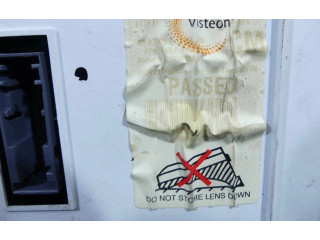 Visteon
PASSED
DO NOT STORE LENS DOWN